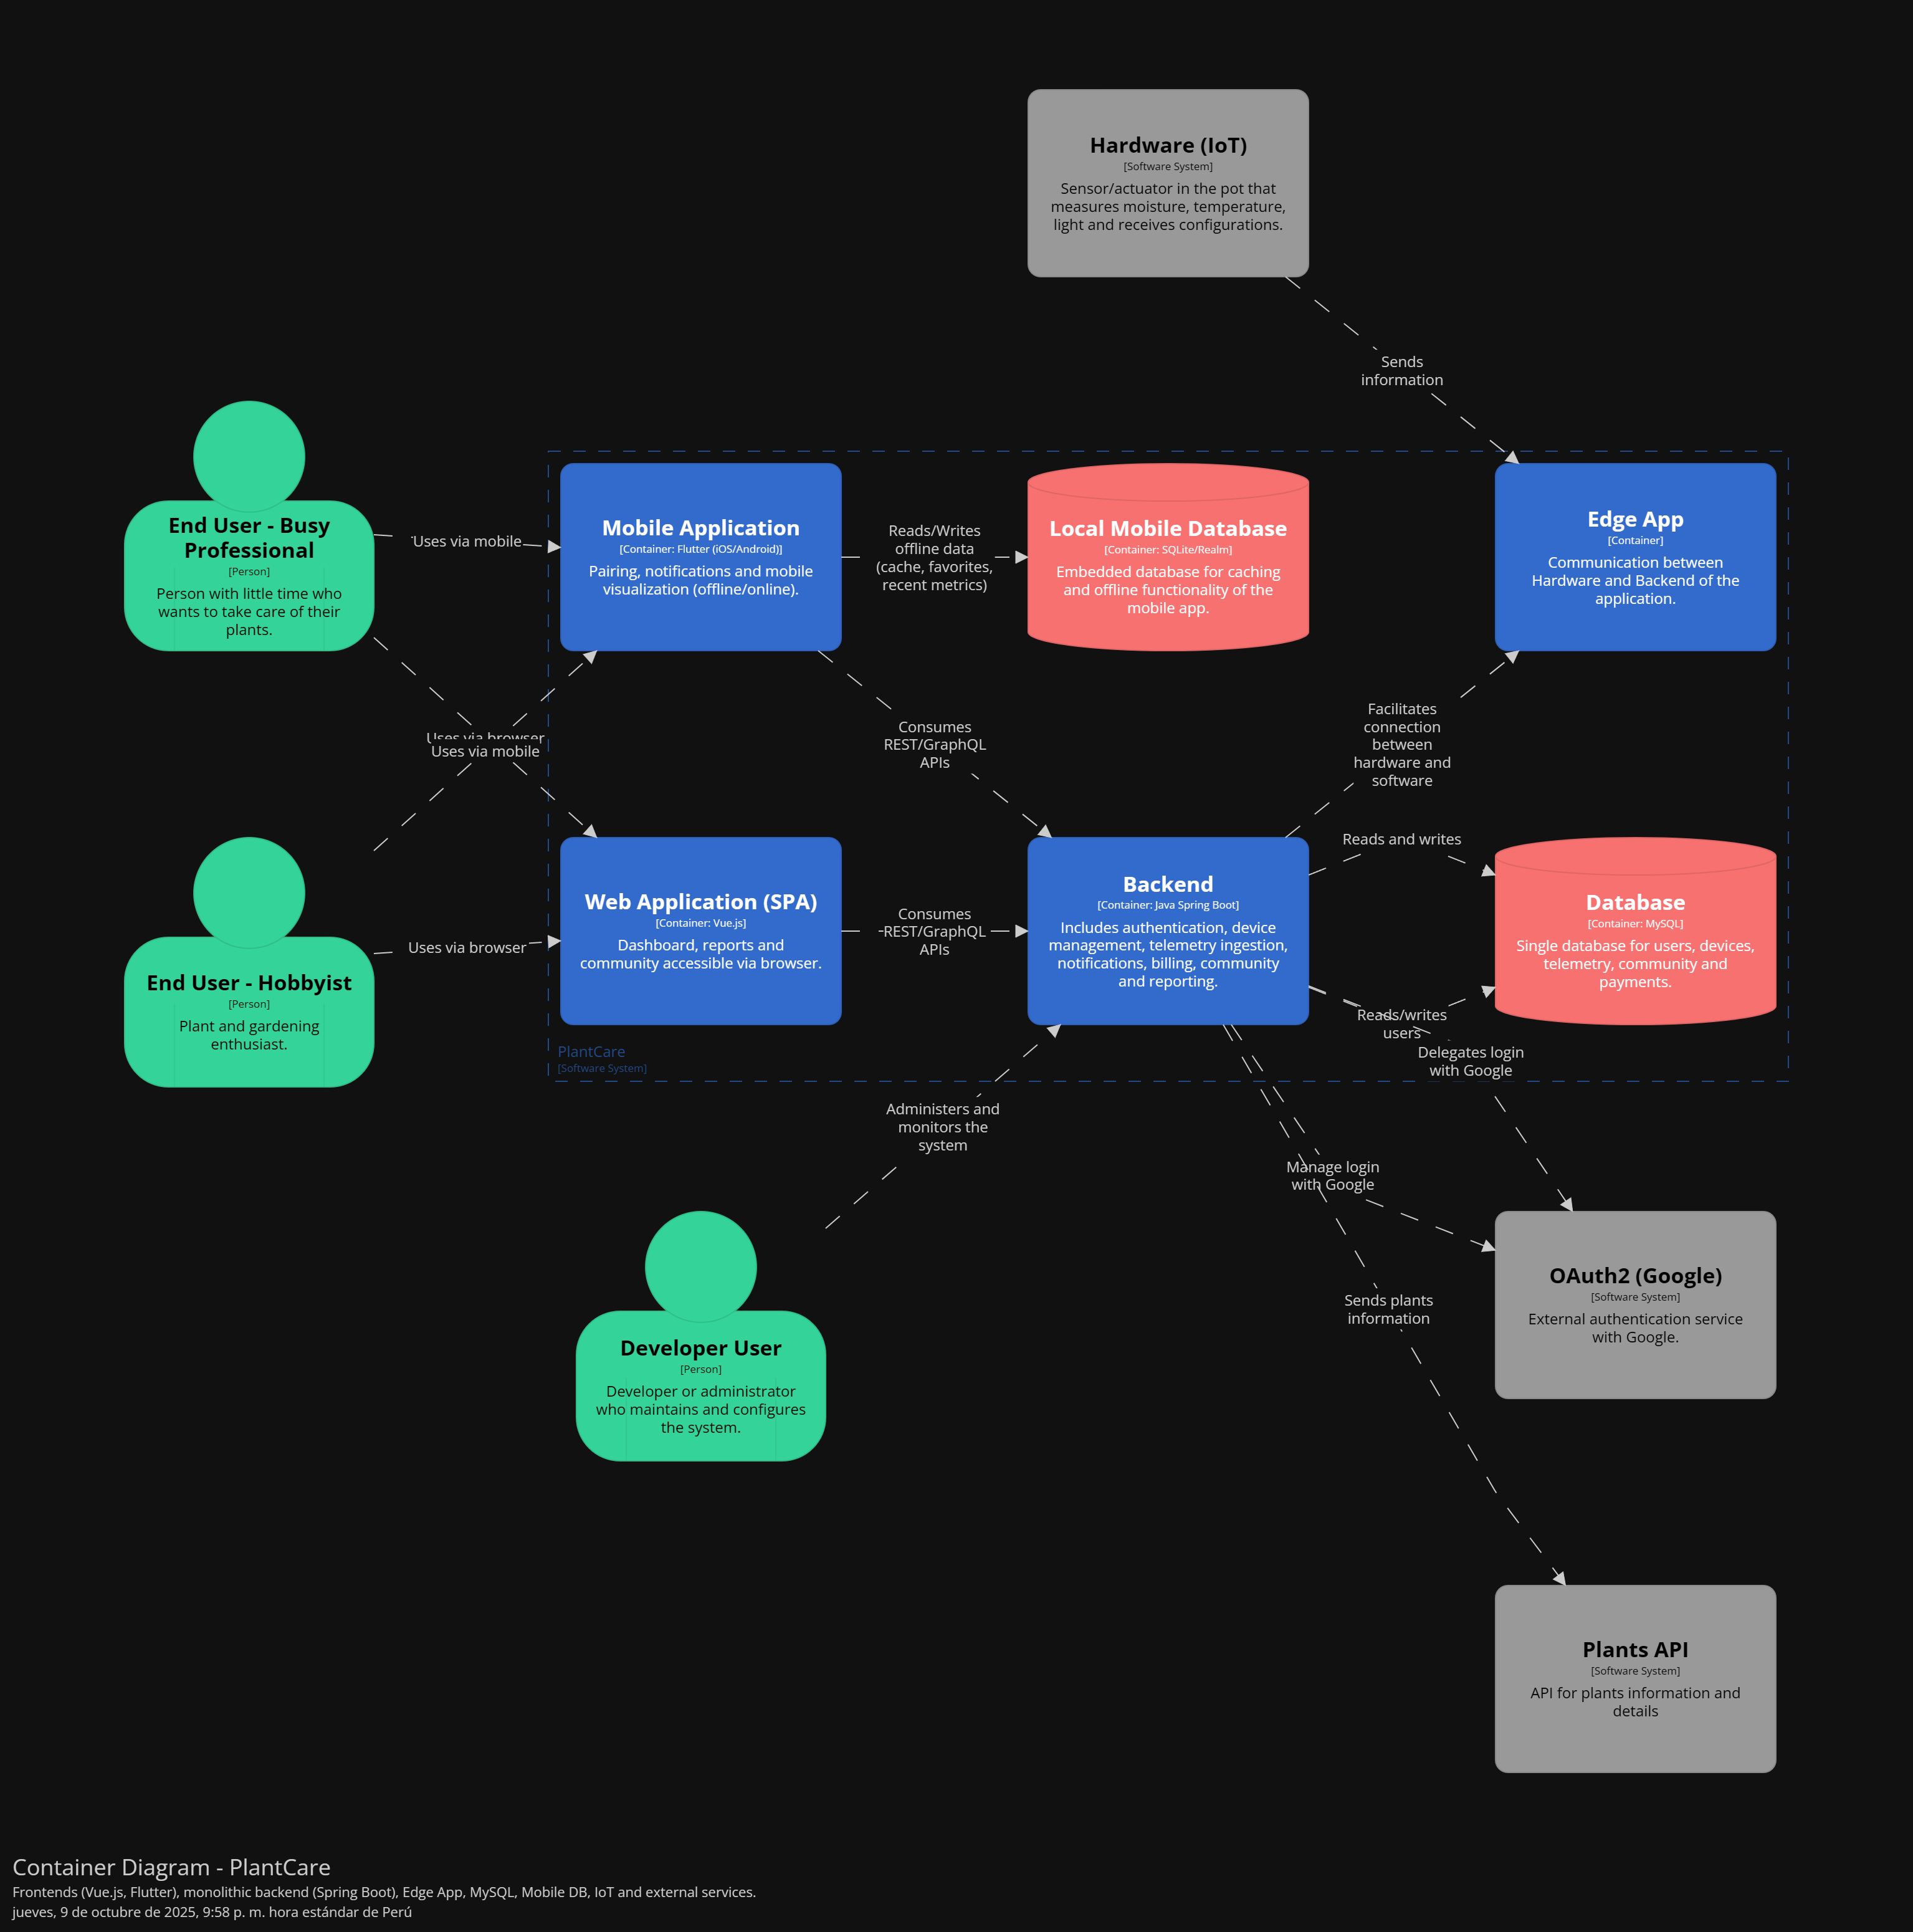 Hardware (IoT)
[Software System]
Sensor/actuator in the pot that
measures moisture, temperature,
light and receives configurations.
Sends
information
End User - Busy
Professional
[Person]
Person with little time who
wants to take care of their
plants.
Uses via mobile
Mobile Application
[Container: Flutter (iOS/Android)]
Pairing, notifications and mobile
visualization (offline/online).
Reads/Writes
offline data
(cache, favorites,
recent metrics)
Local Mobile Database
[Container: SQLite/Realm]
Embedded database for caching
and offline functionality of the
mobile app.
Edge App
[Container]
Communication between
Hardware and Backend of the
application.
Uses via browser
Uses via mobile
Consumes
REST/GraphQL
APIs
Facilitates
connection
between
hardware and
software
End User - Hobbyist
[Person]
Plant and gardening
enthusiast.
Uses via browser
Web Application (SPA)
[Container: Vue.js]
Dashboard, reports and
community accessible via browser.
Consumes
REST/GraphQL
APIs
Backend
[Container: Java Spring Boot]
Includes authentication, device
management, telemetry ingestion,
notifications, billing, community
and reporting.
Reads and writes
Database
[Container: MySQL]
Single database for users, devices,
telemetry, community and
payments.
Reads/writes
users
Delegates login
with Google
PlantCare
[Software System]
Administers and
monitors the
system
Manage login
with Google
Developer User
[Person]
Developer or administrator
who maintains and configures
the system.
Sends plants
information
OAuth2 (Google)
[Software System]
External authentication service
with Google.
Plants API
[Software System]
API for plants information and
details
Container Diagram - PlantCare
Frontends (Vue.js, Flutter), monolithic backend (Spring Boot), Edge App, MySQL, Mobile DB, IoT and external services.
jueves, 9 de octubre de 2025, 9:58 p. m. hora estándar de Perú